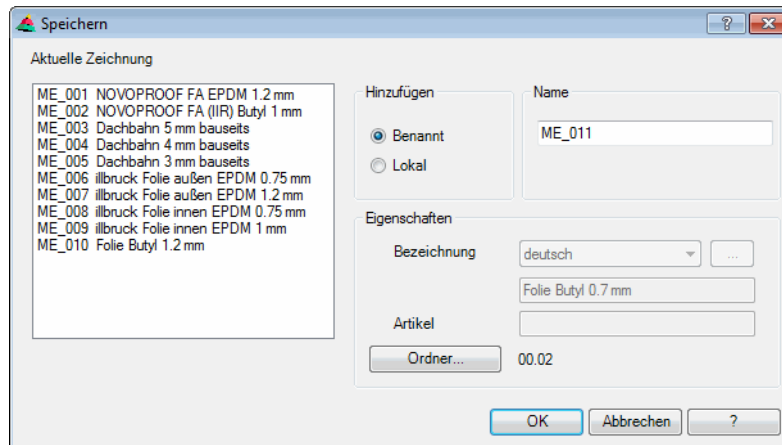 Speichern
?
Aktuelle Zeichnung
ME_001 NOVOPROOF FA EPDM 1.2 mm
ME_002 NOVOPROOF FA (IIR) Butyl 1 mm
ME_003 Dachbahn 5 mm bauseits
ME_004 Dachbahn 4 mm bauseits
ME_005 Dachbahn 3 mm bauseits
ME_006 illbruck Folie außen EPDM 0.75 mm
ME_007 illbruck Folie außen EPDM 1.2 mm
ME_008 illbruck Folie innen EPDM 0.75 mm
ME_009 illbruck Folie innen EPDM 1 mm
ME_010 Folie Butyl 1.2 mm
Hinzufügen
Benannt
Lokal
Name
ME_011
Eigenschaften
Bezeichnung
deutsch
...
Folie Butyl 0.7 mm
Artikel
Ordner...
00.02
OK
Abbrechen
?